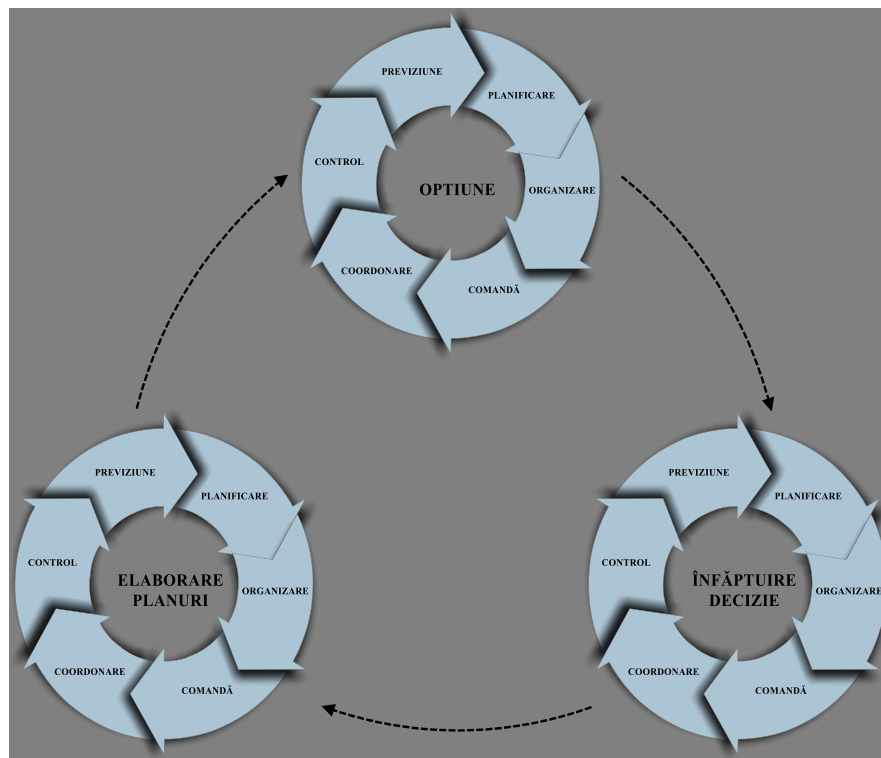 PREVIZIUNE
PLANIFICARE
CONTROL
OPTIUNE
ORGANIZARE
COORDONARE
COMANDĂ
PREVIZIUNE
PLANIFICARE
CONTROL
ELABORARE
PLANURI
ORGANIZARE
COORDONARE
COMANDĂ
PREVIZIUNE
PLANIFICARE
CONTROL
ÎNFĂPTUIRE
DECIZIE
ORGANIZARE
COORDONARE
COMANDĂ